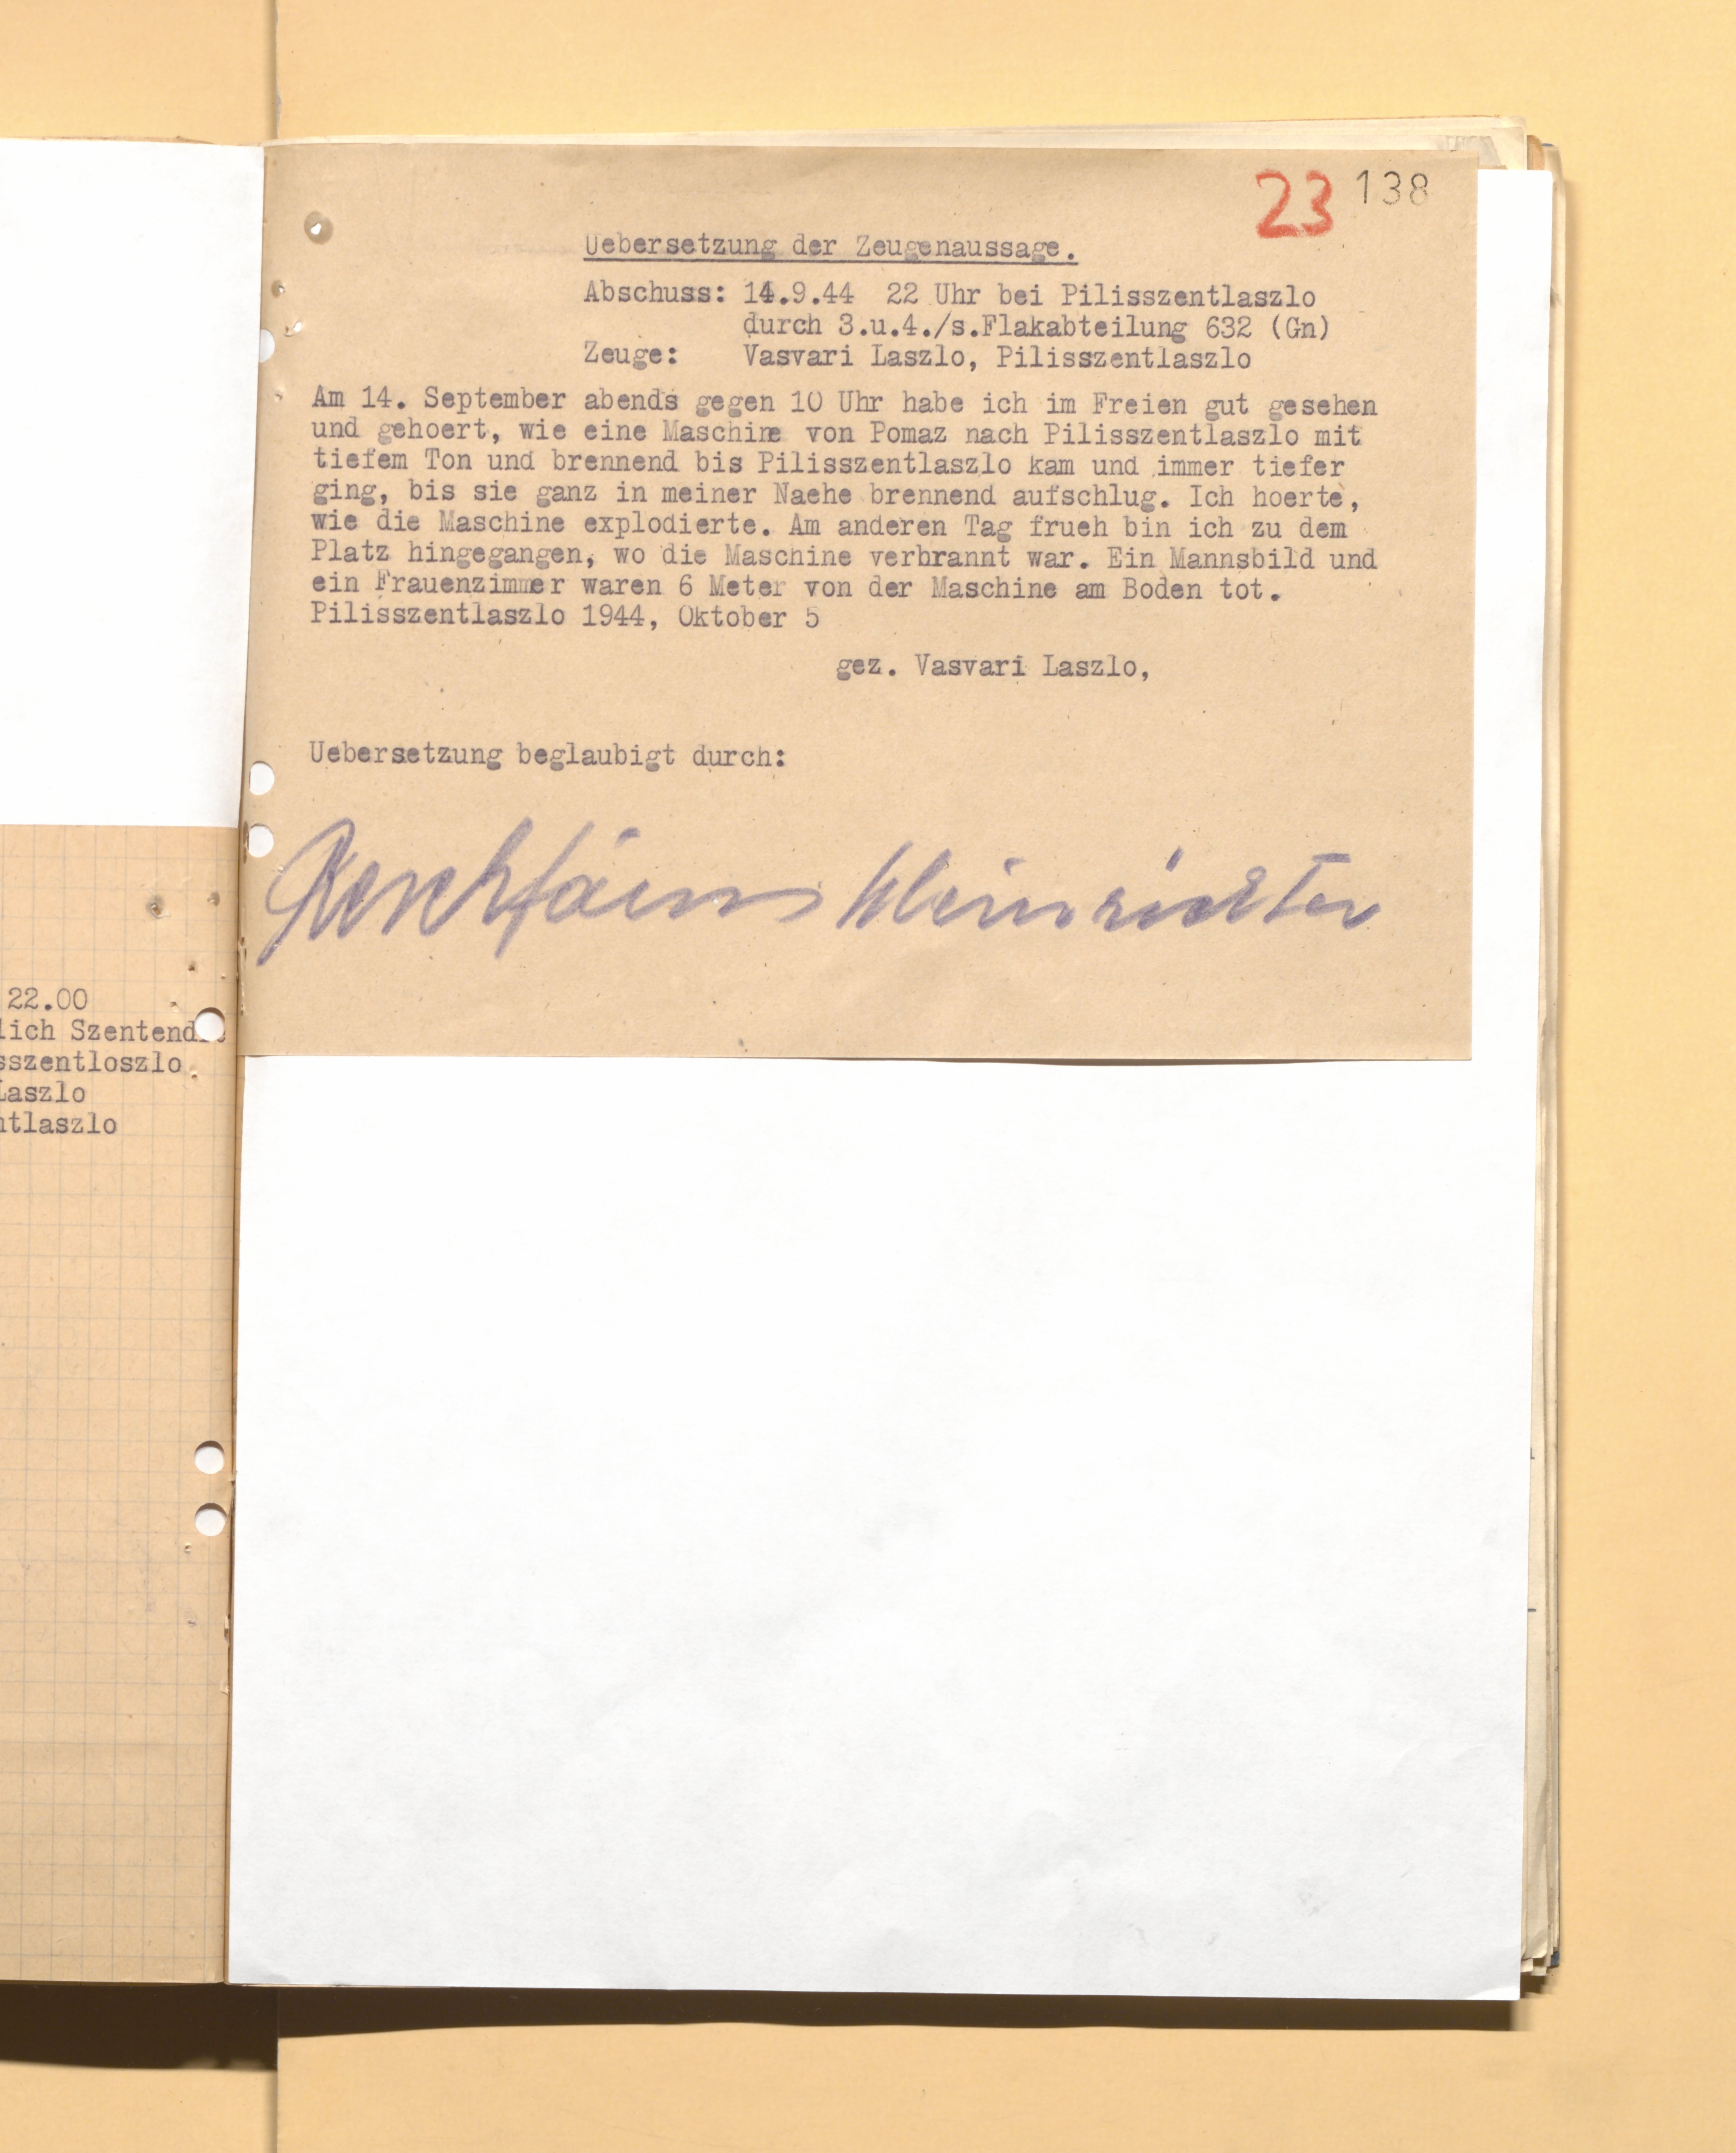 22.00
lich Szentend
sszentloszlo
Laszlo
ntlaszlo
23 138
Uebersetzung der Zeugenaussage.
Abschuss: 14.9.44 22 Uhr bei Pilisszentlaszlo
durch 3.u.4./s.Flakabteilung 632 (Gn)
Zeuge: Vasvari Laszlo, Pilisszentlaszlo
Am 14. September abends gegen 10 Uhr habe ich im Freien gut gesehen
und gehoert, wie eine Maschine von Pomaz nach Pilisszentlaszlo mit
tiefem Ton und brennend bis Pilisszentlaszlo kam und immer tiefer
ging, bis sie ganz in meiner Naehe brennend aufschlug. Ich hoerte,
wie die Maschine explodierte. Am anderen Tag frueh bin ich zu dem
Platz hingegangen, wo die Maschine verbrannt war. Ein Mannsbild und
ein Frauenzimmer waren 6 Meter von der Maschine am Boden tot.
Pilisszentlaszlo 1944, Oktober 5
gez. Vasvari Laszlo,
Uebersetzung beglaubigt durch: